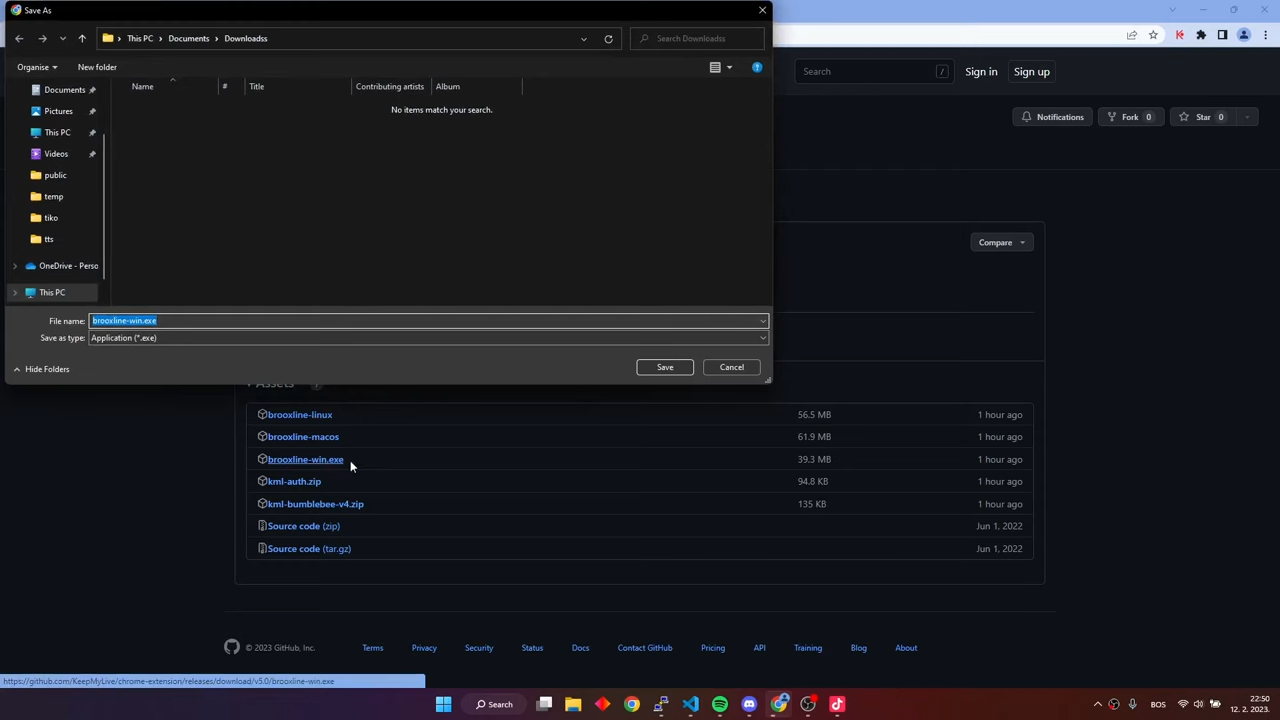 Save As
This PC > Documents > Downloadss
Search Downloadss
Organise
New folder
Name
#
Title
Contributing artists
Album
No items match your search.
Documents
Pictures
This PC
Videos
public
temp
tiko
tts
OneDrive - Perso
This PC
File name: brooxline-win.exe
Save as type: Application (*.exe)
Hide Folders
Save
Cancel
Search /
Sign in
Sign up
Notifications
Fork 0
Star 0
Compare
Assets 7
brooxline-linux 56.5 MB 1 hour ago
brooxline-macos 61.9 MB 1 hour ago
brooxline-win.exe 39.3 MB 1 hour ago
kml-auth.zip 94.8 KB 1 hour ago
kml-bumblebee-v4.zip 135 KB 1 hour ago
Source code (zip) Jun 1, 2022
Source code (tar.gz) Jun 1, 2022
© 2023 GitHub, Inc. Terms Privacy Security Status Docs Contact GitHub Pricing API Training Blog About
https://github.com/KeepMyLive/chrome-extension/releases/download/v5.0/brooxline-win.exe
Search
BOS
22:50
12. 2. 2023.